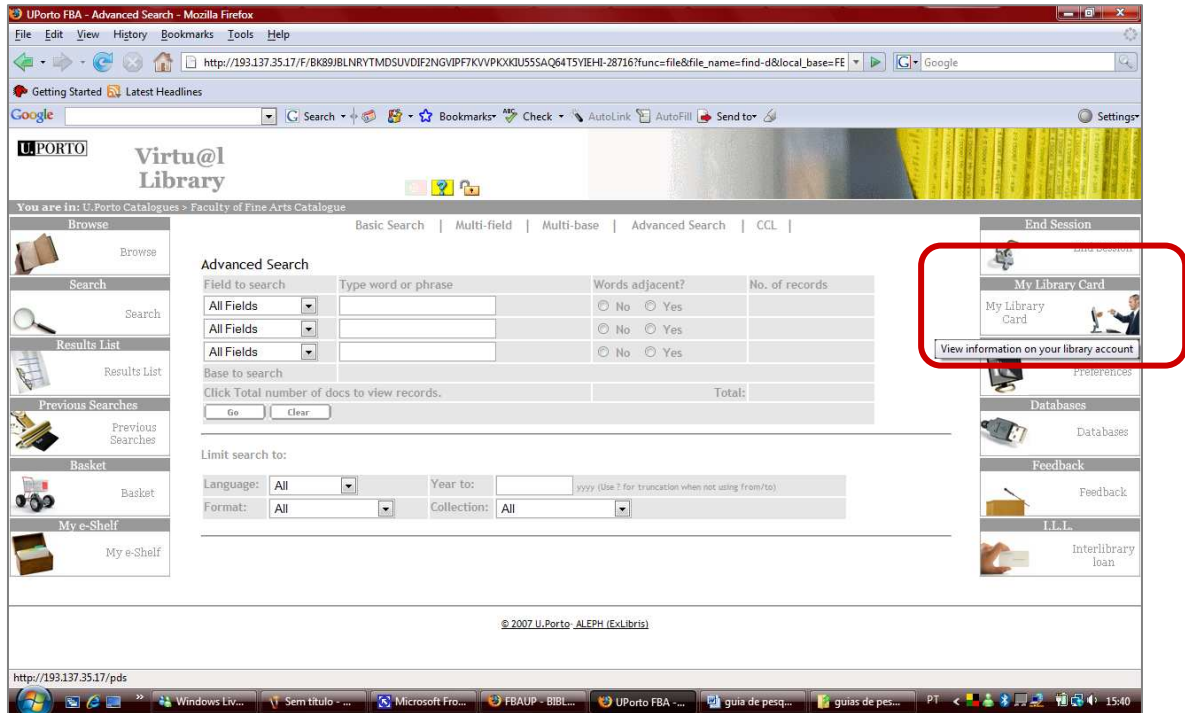 UPorto FBA - Advanced Search - Mozilla Firefox
File Edit View History Bookmarks Tools Help
http://193.137.35.17/F/BK89JBLNRYTMDSUVDIF2NGVIPF7KVVPKXKIU55SAQ64T5YIEHI-28716?func=file&file_name=find-d&local_base=FE
Google
Getting Started Latest Headlines
Google Search Bookmarks Check AutoLink AutoFill Send to Settings
U.PORTO
Virtu@l
Library
You are in: U.Porto Catalogues > Faculty of Fine Arts Catalogue
Browse
Browse
Search
Search
Results List
Results List
Previous Searches
Previous
Searches
Basket
Basket
My e-Shelf
My e-Shelf
Basic Search | Multi-field | Multi-base | Advanced Search | CCL |
Advanced Search
Field to search Type word or phrase Words adjacent? No. of records
All Fields No Yes
All Fields No Yes
All Fields No Yes
Base to search
Click Total number of docs to view records. Total:
Go Clear
Limit search to:
Language: All Year to: yyyy (Use ? for truncation when not using from/to)
Format: All Collection: All
End Session
End Session
My Library Card
My Library
Card
View information on your library account
Preferences
Databases
Databases
Feedback
Feedback
I.L.L.
Interlibrary
loan
© 2007 U.Porto- ALEPH (ExLibris)
http://193.137.35.17/pds
Windows Liv... Sem título - ... Microsoft Fro... FBAUP - BIBL... UPorto FBA -... guia de pesq... guias de pes... PT 15:40